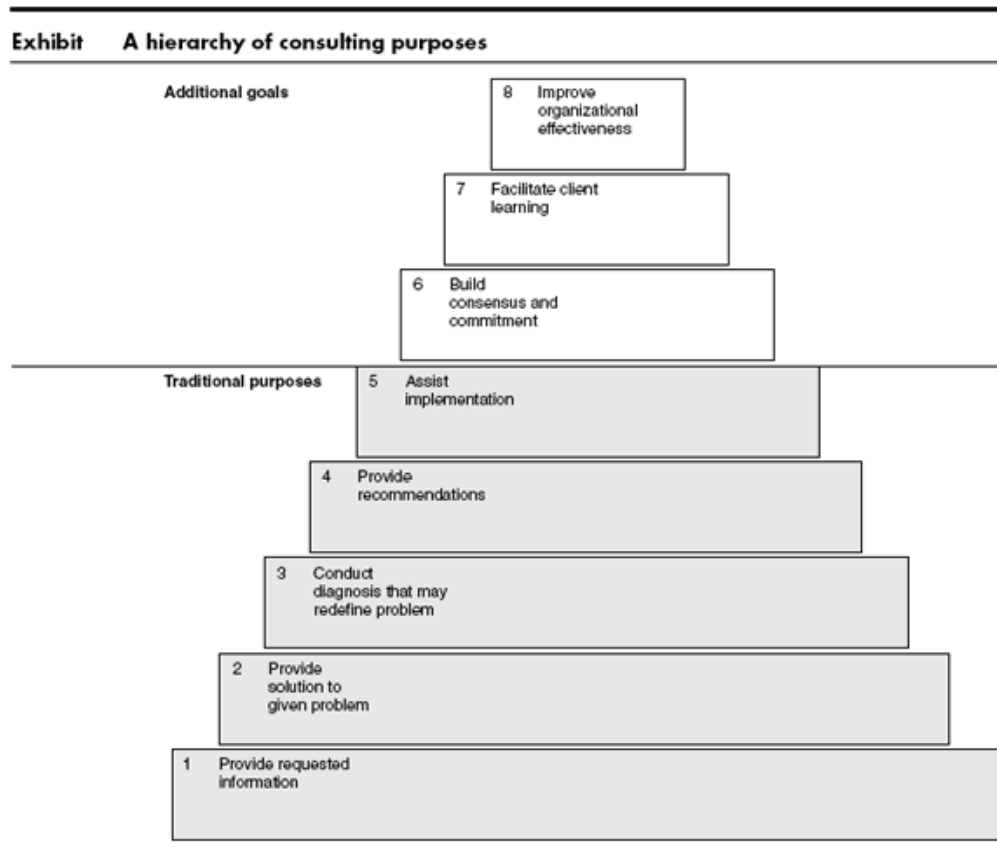 Exhibit A hierarchy of consulting purposes
Additional goals
8 Improve
organizational
effectiveness
7 Facilitate client
learning
6 Build
consensus and
commitment
Traditional purposes
5 Assist
implementation
4 Provide
recommendations
3 Conduct
diagnosis that may
redefine problem
2 Provide
solution to
given problem
1 Provide requested
information